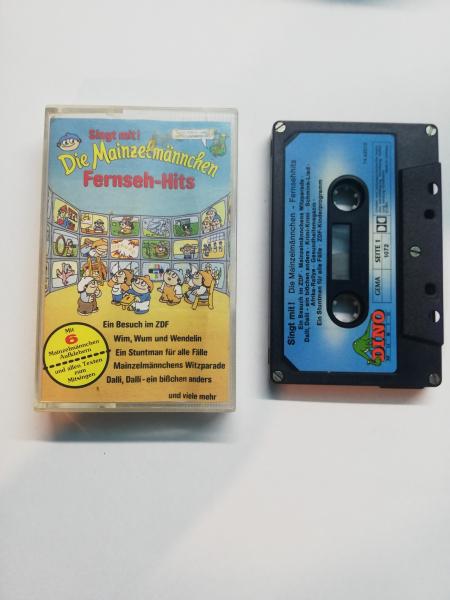 Singt mit!
Die Mainzelmännchen
Fernseh-Hits
Ein Besuch im ZDF
Wim, Wum und Wendelin
Ein Stuntman für alle Fälle
Mainzelmännchens Witzparade
Dalli, Dalli - ein bißchen anders
und viele mehr
Mit
6
Mainzelmännchen
Aufklebern
und allen Texten
zum
Mitsingen
Singt mit! Die Mainzelmännchen - Fernsehhits
Ein Besuch im ZDF · Mainzelmännchens Witzparade
Ein Stuntman für alle Fälle · ZDF-Kinderprogramm
GEMA SEITE 1 1072
DINO